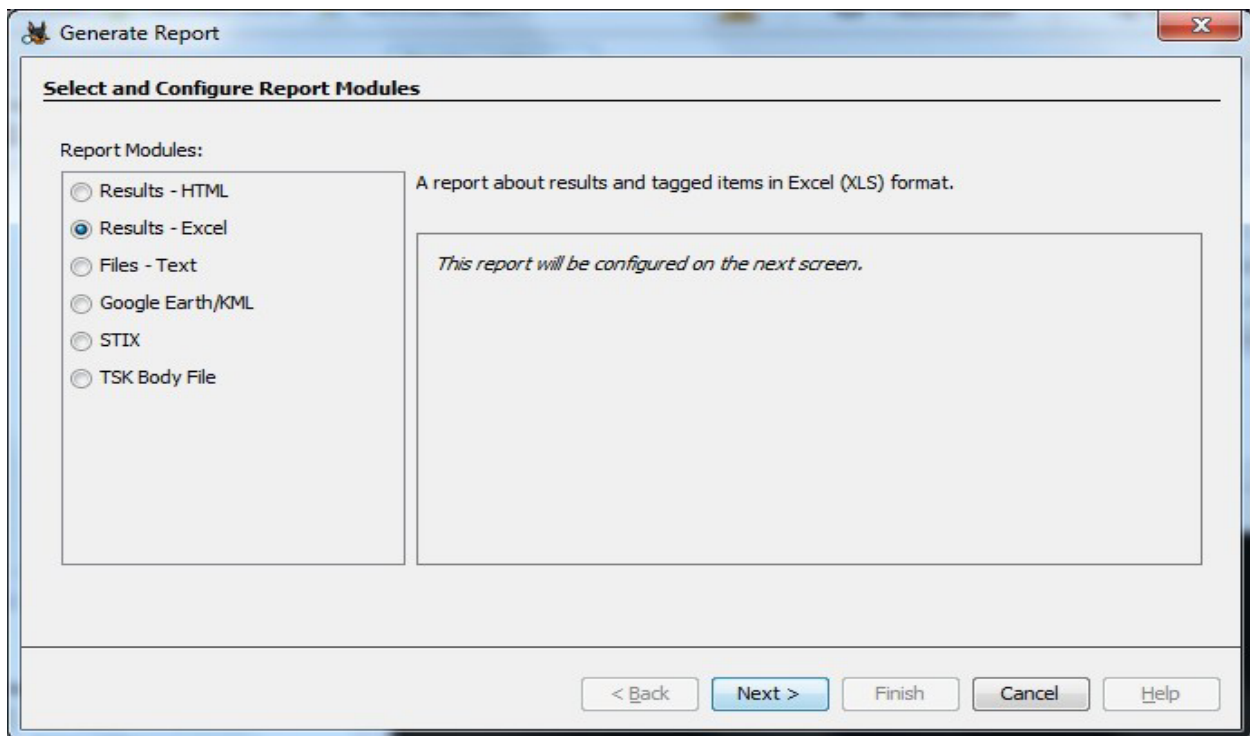 Generate Report
Select and Configure Report Modules
Report Modules:
Results - HTML
Results - Excel
Files - Text
Google Earth/KML
STIX
TSK Body File
A report about results and tagged items in Excel (XLS) format.
This report will be configured on the next screen.
< Back
Next >
Finish
Cancel
Help